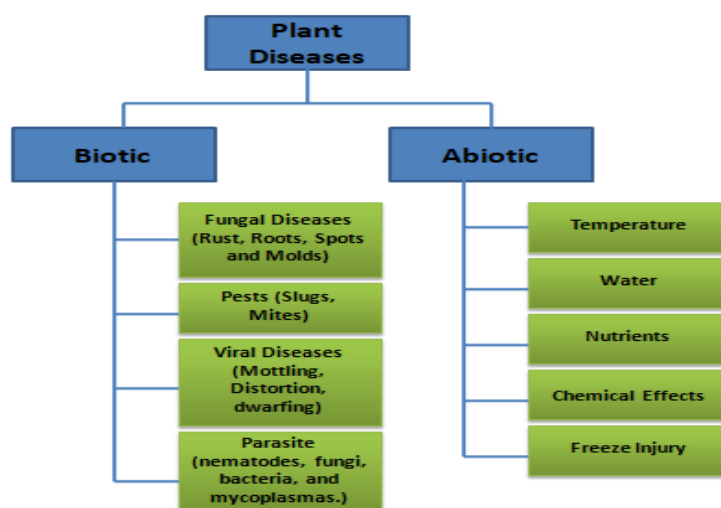 Plant
Diseases
Biotic
Abiotic
Fungal Diseases
(Rust, Roots, Spots
and Molds)
Pests (Slugs,
Mites)
Viral Diseases
(Mottling,
Distortion,
dwarfing)
Parasite
(nematodes, fungi,
bacteria, and
mycoplasmas.)
Temperature
Water
Nutrients
Chemical Effects
Freeze Injury